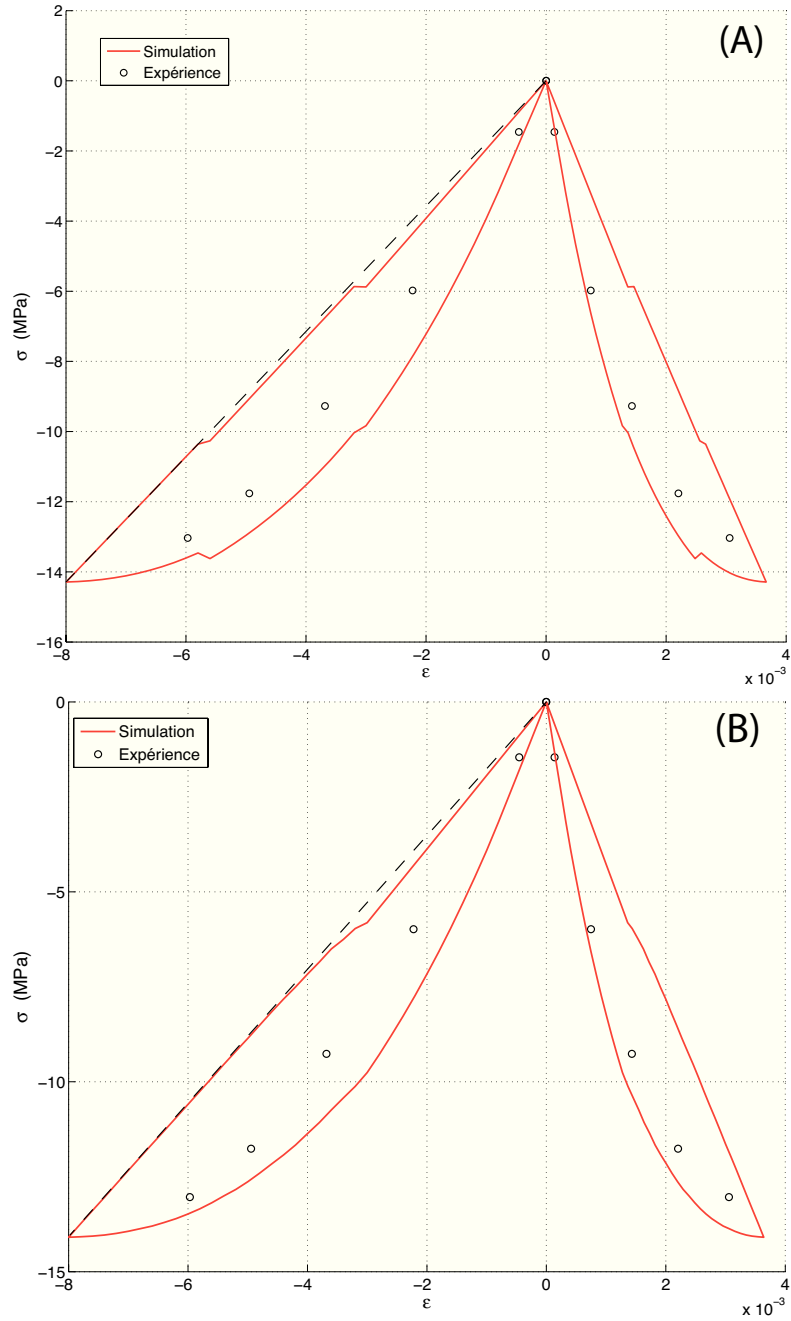 2
(A)
Simulation
Expérience
0
−2
−4
−6
−8
−10
−12
−14
−16
σ (MPa)
−8
−6
−4
−2
0
2
4
ε
x 10⁻³
0
(B)
Simulation
Expérience
−5
−10
−15
σ (MPa)
−8
−6
−4
−2
0
2
4
ε
x 10⁻³